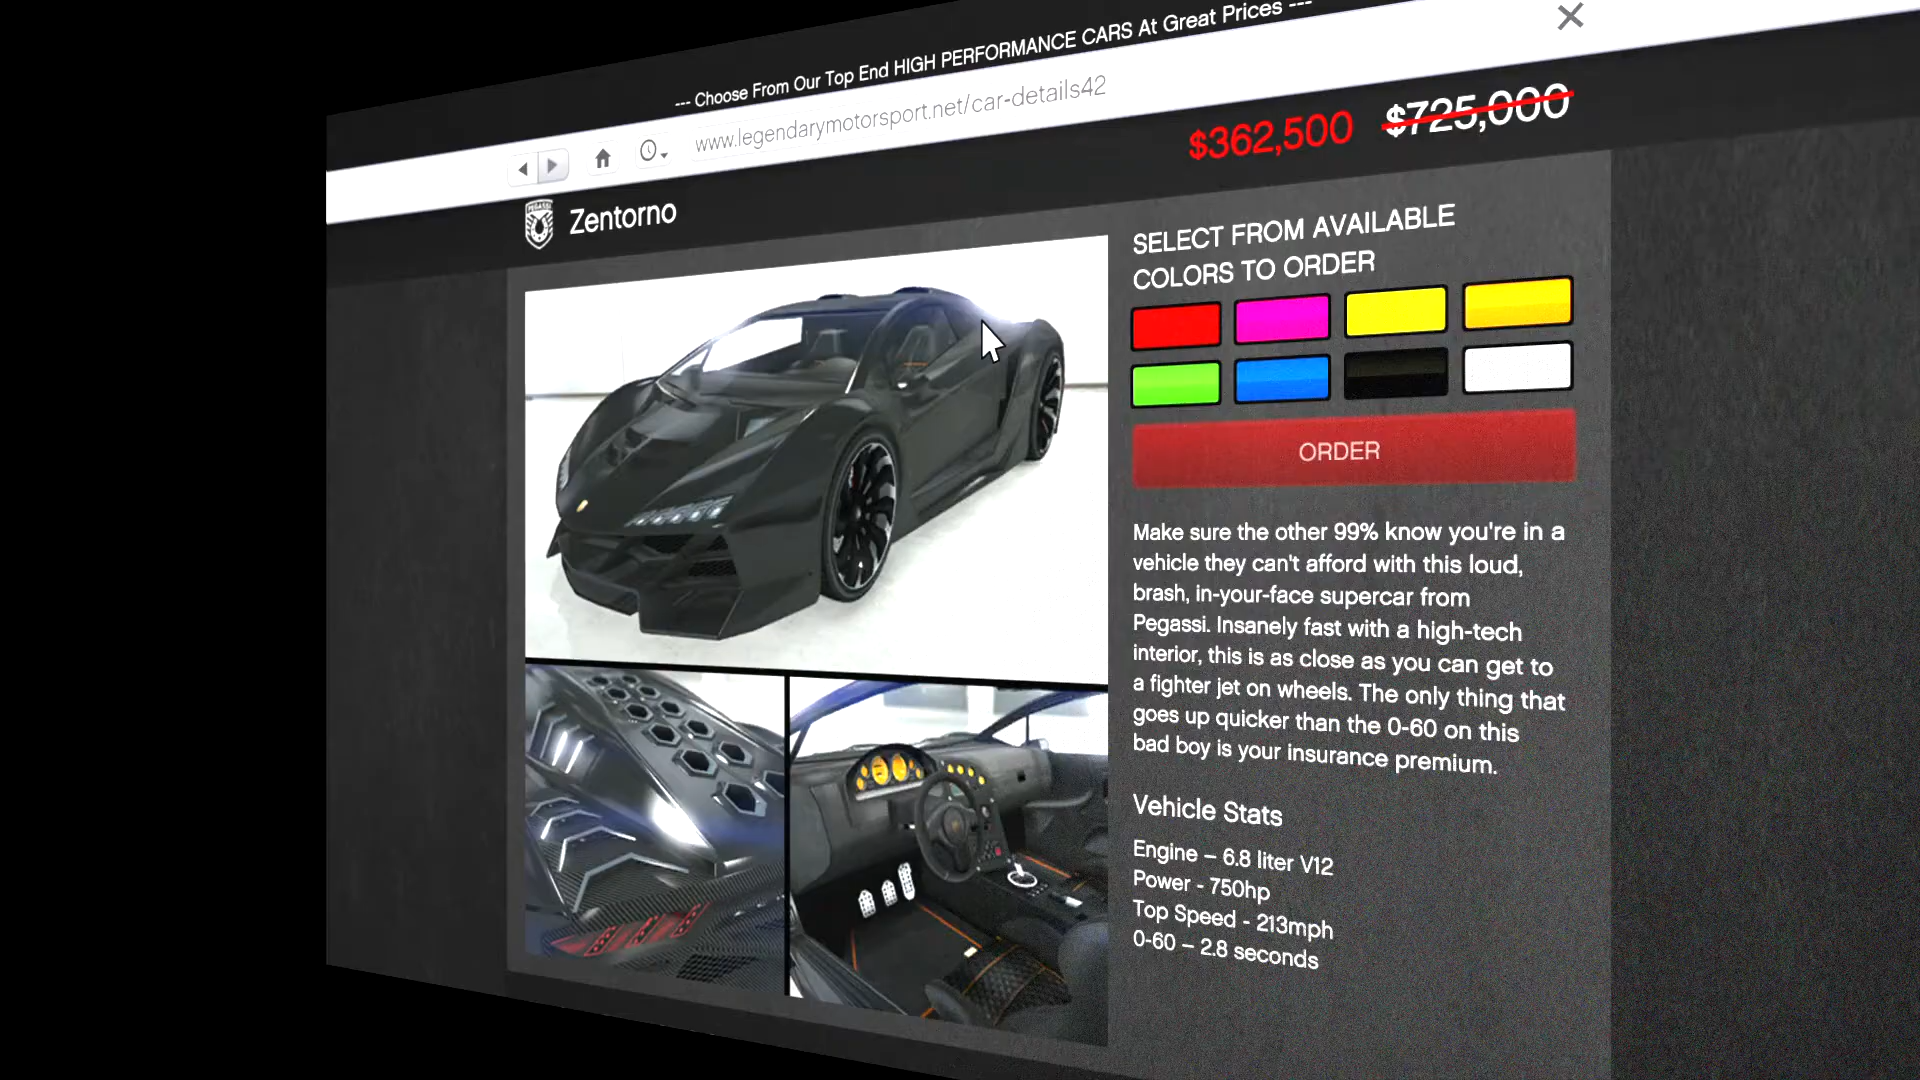 --- Choose From Our Top End HIGH PERFORMANCE CARS At Great Prices ---
www.legendarymotorsport.net/car-details42
$362,500 $725,000
PEGASSI
Zentorno
SELECT FROM AVAILABLE
COLORS TO ORDER
ORDER
Make sure the other 99% know you're in a
vehicle they can't afford with this loud,
brash, in-your-face supercar from
Pegassi. Insanely fast with a high-tech
interior, this is as close as you can get to
a fighter jet on wheels. The only thing that
goes up quicker than the 0-60 on this
bad boy is your insurance premium.
Vehicle Stats
Engine – 6.8 liter V12
Power - 750hp
Top Speed - 213mph
0-60 – 2.8 seconds